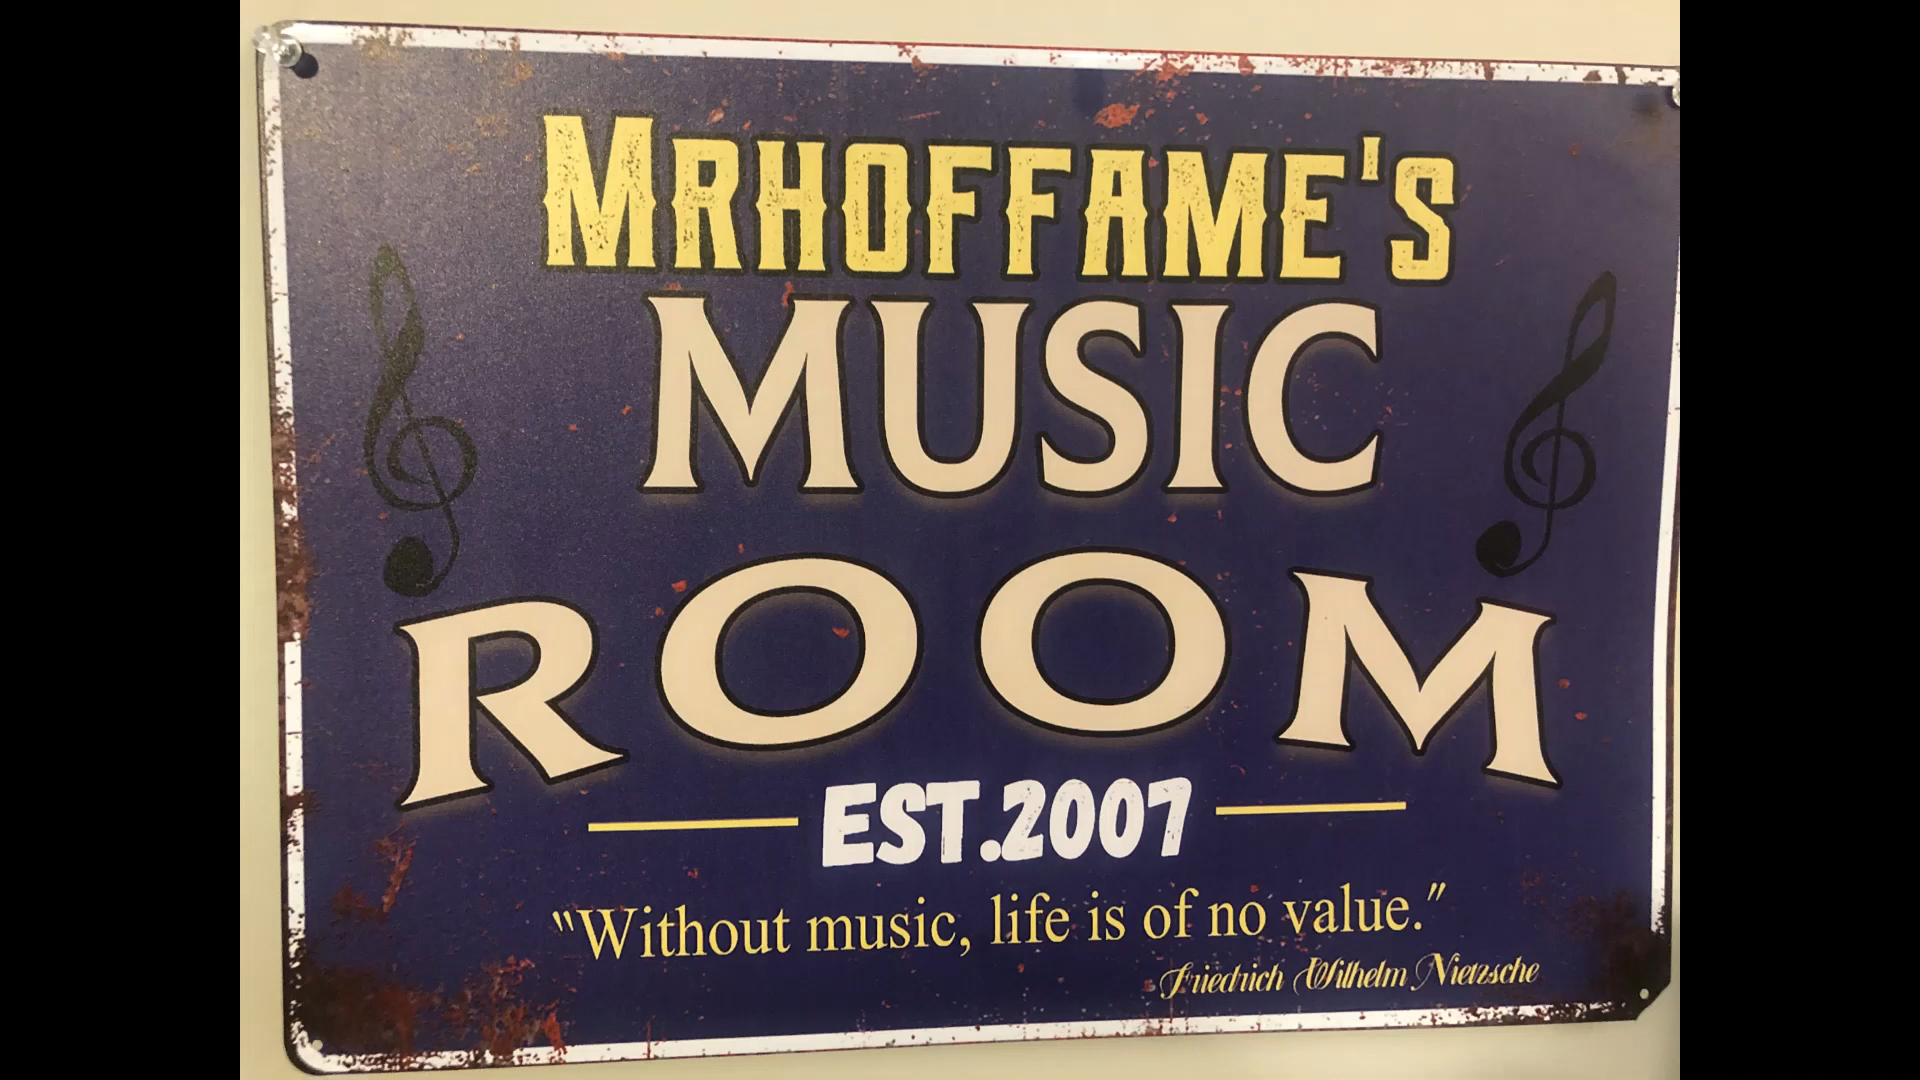 MRHOFFAME'S
MUSIC
ROOM
EST.2007
"Without music, life is of no value."
Friedrich Wilhelm Nietzsche